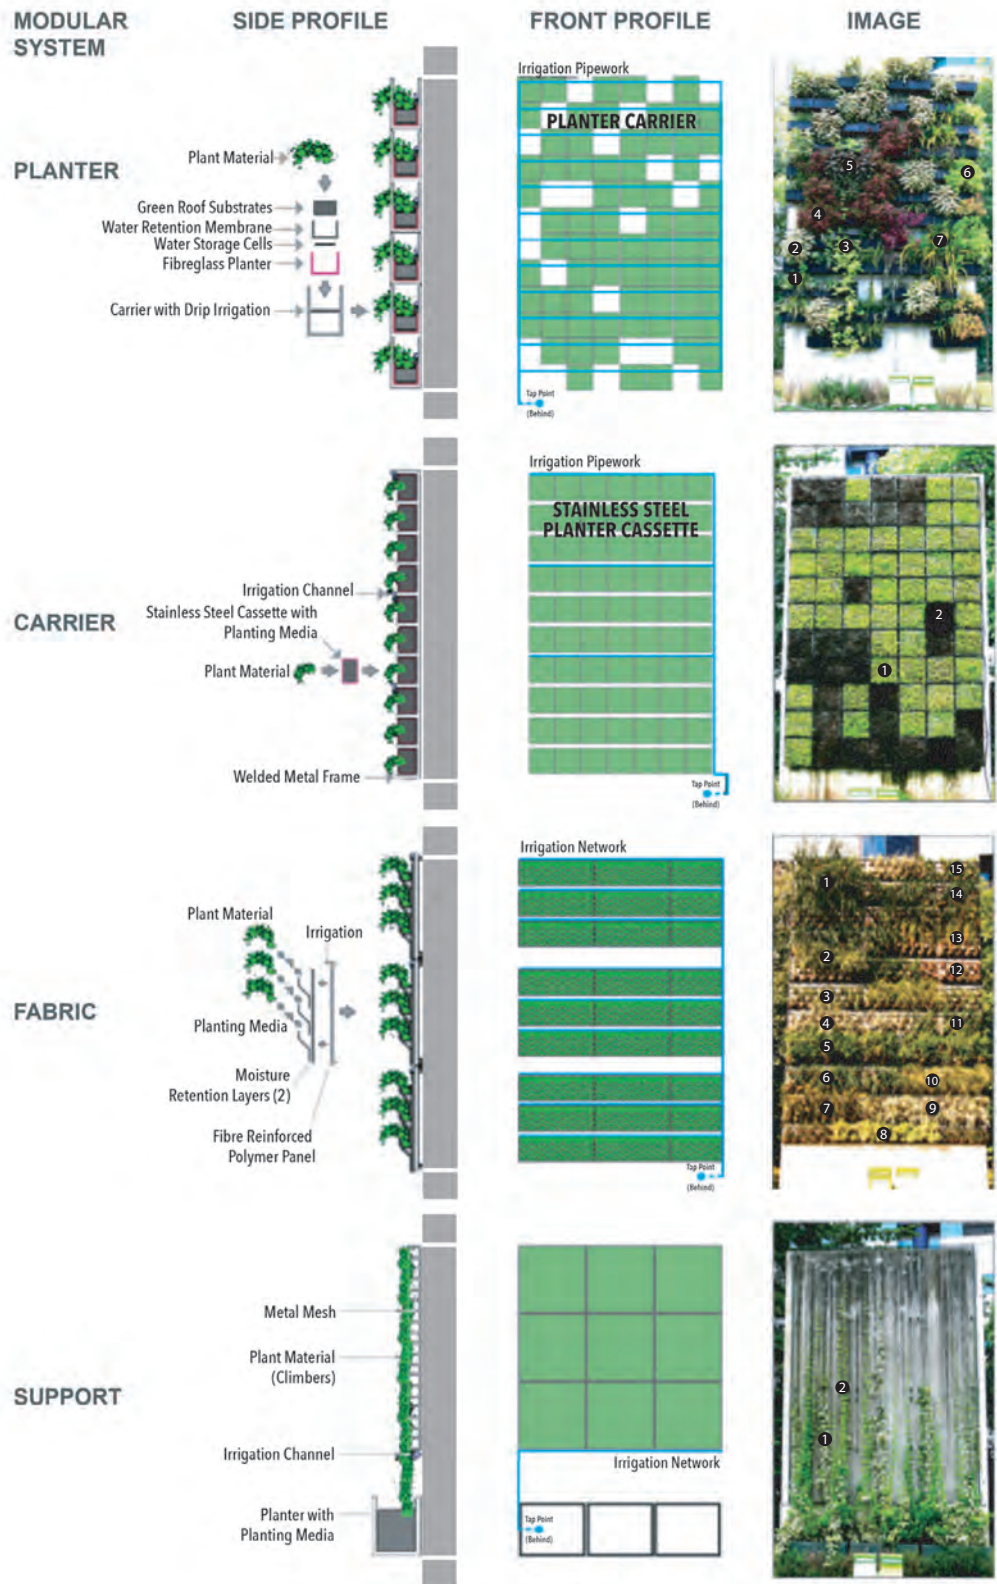 MODULAR
SYSTEM
SIDE PROFILE
FRONT PROFILE
IMAGE
PLANTER
Plant Material
Green Roof Substrates
Water Retention Membrane
Water Storage Cells
Fibreglass Planter
Carrier with Drip Irrigation
Irrigation Pipework
PLANTER CARRIER
Tap Point
(Behind)
5
6
4
2
3
7
1
CARRIER
Irrigation Channel
Stainless Steel Cassette with
Planting Media
Plant Material
Welded Metal Frame
Irrigation Pipework
STAINLESS STEEL
PLANTER CASSETTE
Tap Point
(Behind)
2
1
FABRIC
Plant Material
Irrigation
Planting Media
Moisture
Retention Layers (2)
Fibre Reinforced
Polymer Panel
Irrigation Network
Tap Point
(Behind)
15
1
14
13
2
12
3
4
11
5
6
10
7
9
8
SUPPORT
Metal Mesh
Plant Material
(Climbers)
Irrigation Channel
Planter with
Planting Media
Irrigation Network
Tap Point
(Behind)
2
1